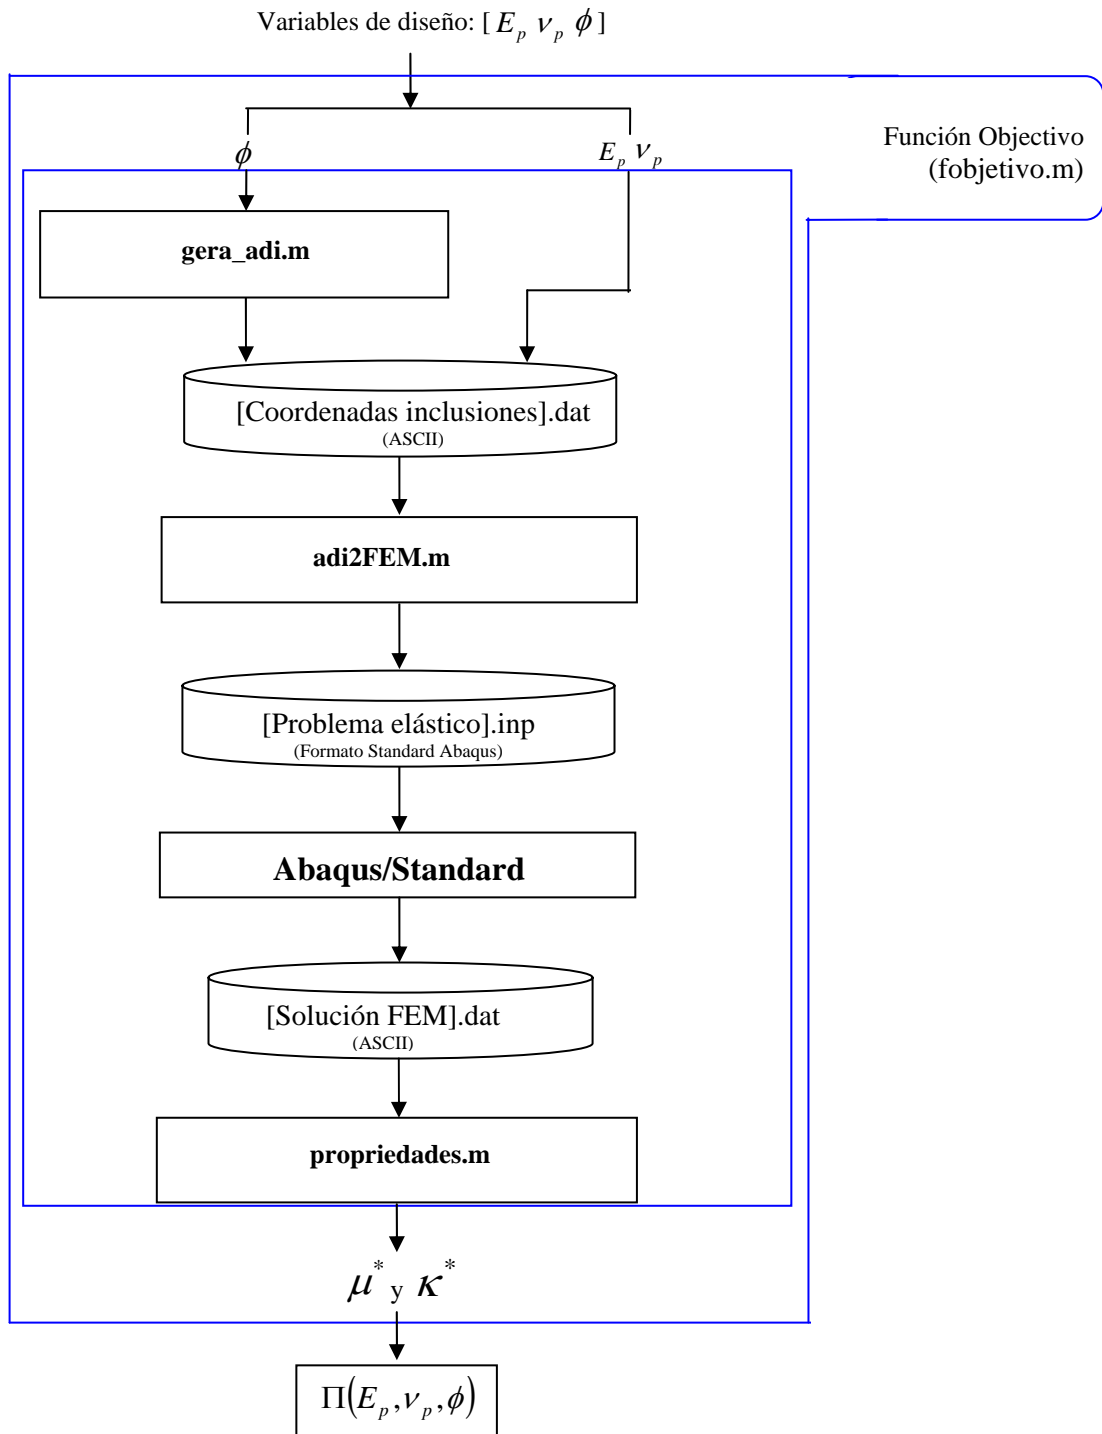 Variables de diseño: [ E_p ν_p ϕ ]
Función Objectivo
(fobjetivo.m)
ϕ
E_p ν_p
gera_adi.m
[Coordenadas inclusiones].dat
(ASCII)
adi2FEM.m
[Problema elástico].inp
(Formato Standard Abaqus)
Abaqus/Standard
[Solución FEM].dat
(ASCII)
propriedades.m
μ* y κ*
Π(E_p,ν_p,ϕ)